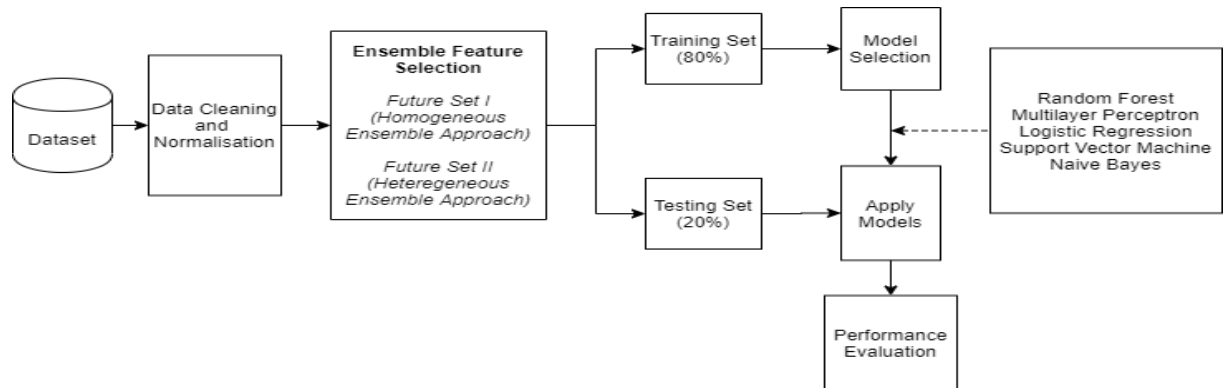 Dataset
Data Cleaning
and
Normalisation
Ensemble Feature
Selection
Future Set I
(Homogeneous
Ensemble Approach)
Future Set II
(Heteregeneous
Ensemble Approach)
Training Set
(80%)
Testing Set
(20%)
Model
Selection
Apply
Models
Performance
Evaluation
Random Forest
Multilayer Perceptron
Logistic Regression
Support Vector Machine
Naive Bayes